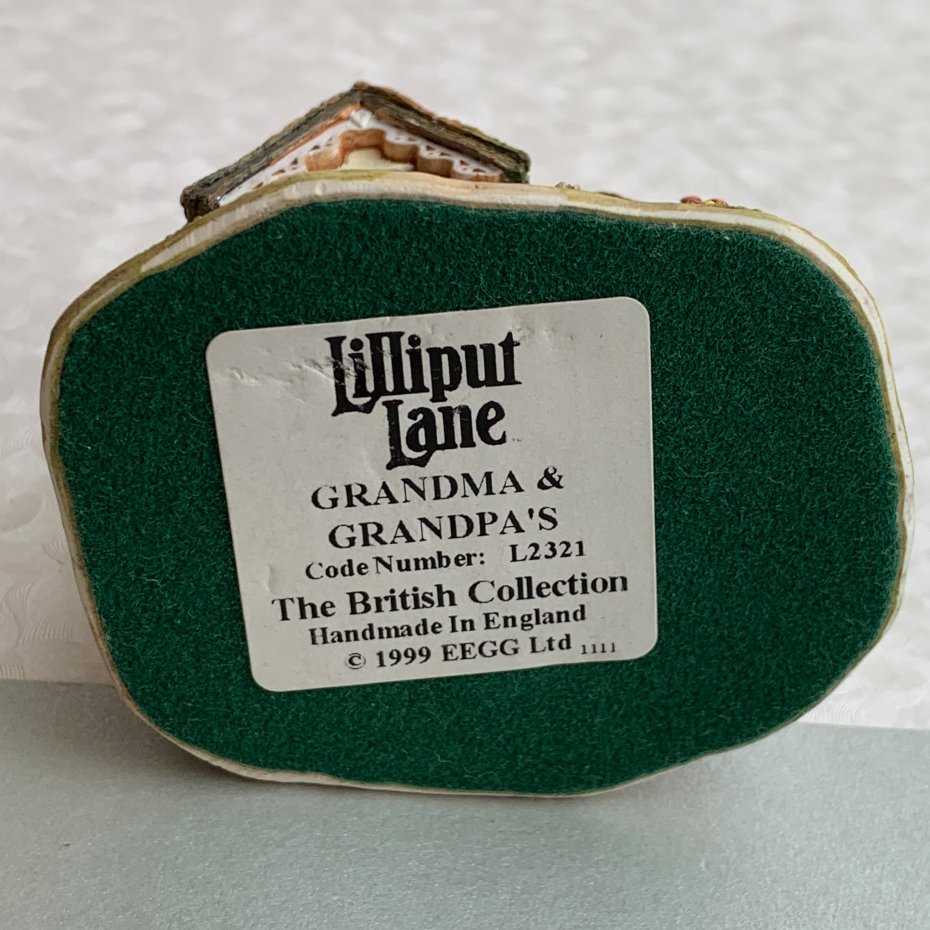 Lilliput
Lane
GRANDMA &
GRANDPA'S
Code Number: L2321
The British Collection
Handmade In England
© 1999 EEGG Ltd 1111